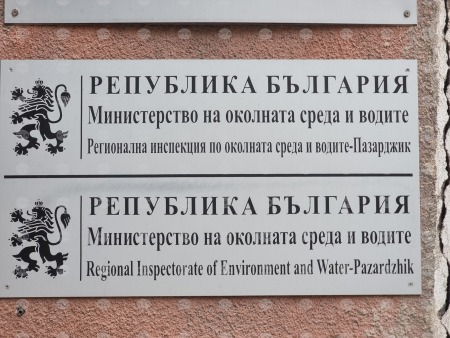 РЕПУБЛИКА БЪЛГАРИЯ
Министерство на околната среда и водите
Регионална инспекция по околната среда и водите-Пазарджик
РЕПУБЛИКА БЪЛГАРИЯ
Министерство на околната среда и водите
Regional Inspectorate of Environment and Water-Pazardzhik